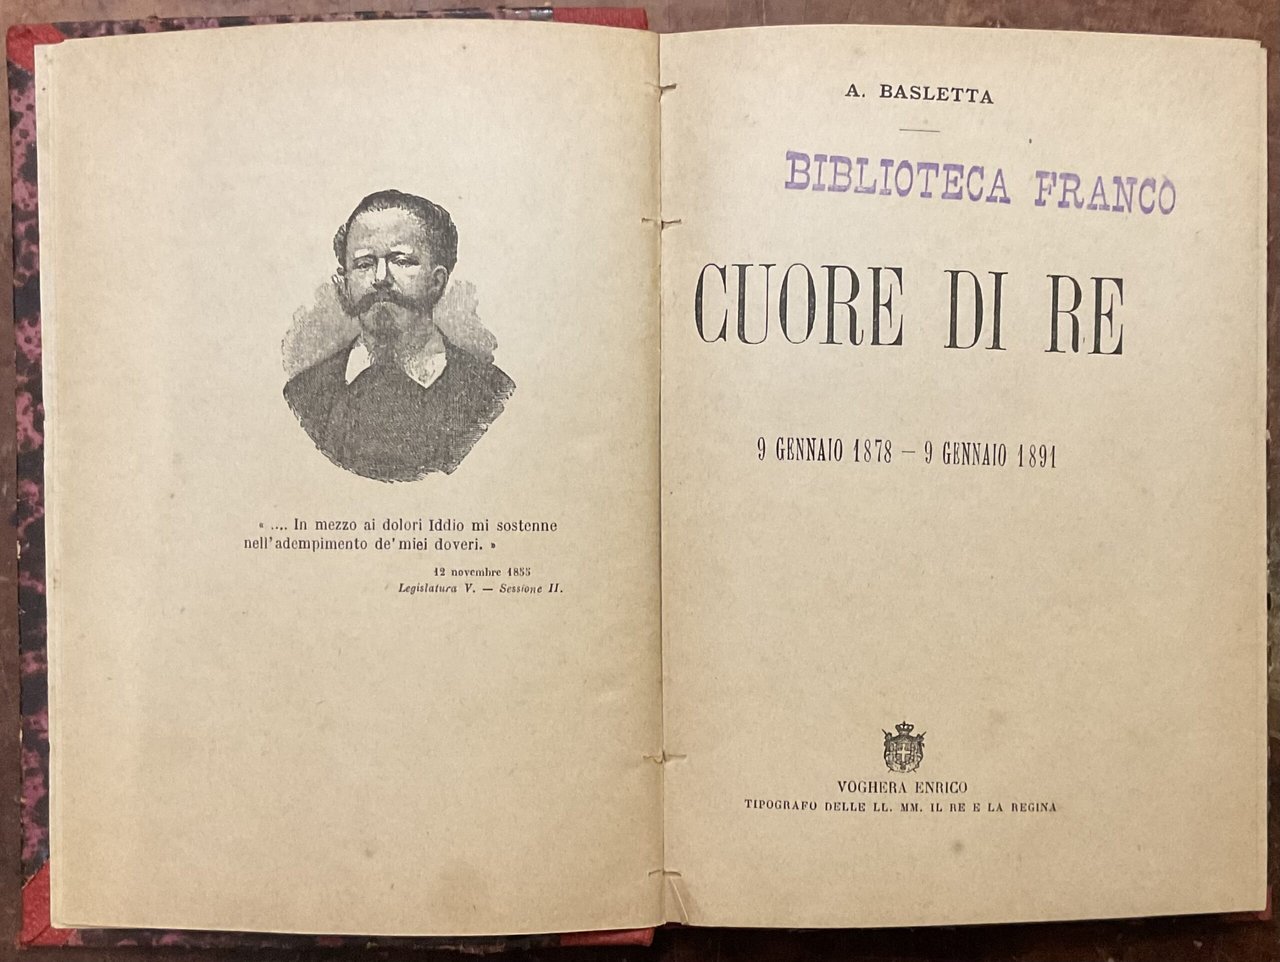 « .... In mezzo ai dolori Iddio mi sostenne
nell'adempimento de' miei doveri. »
12 novembre 1855
Legislatura V. — Sessione II.
A. BASLETTA
BIBLIOTECA FRANCO
CUORE DI RE
9 GENNAIO 1878 — 9 GENNAIO 1891
VOGHERA ENRICO
TIPOGRAFO DELLE LL. MM. IL RE E LA REGINA